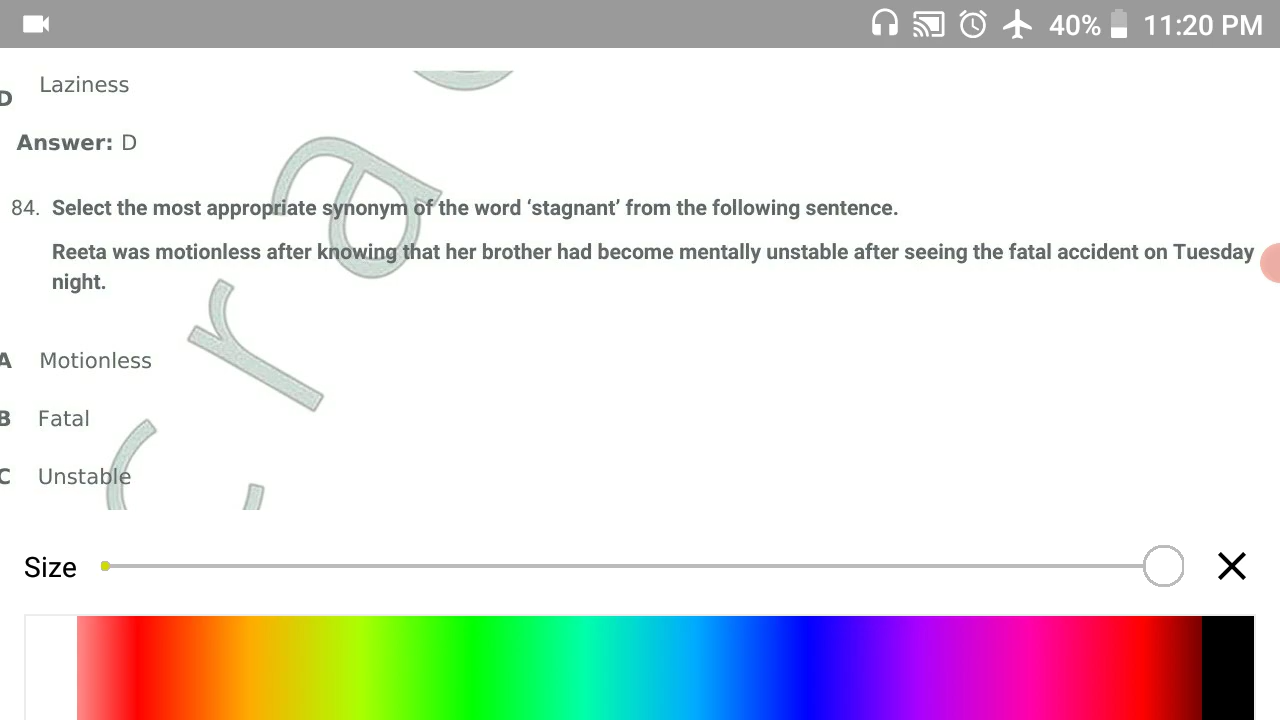 40% 11:20 PM
D Laziness
Answer: D
84. Select the most appropriate synonym of the word ‘stagnant’ from the following sentence.
Reeta was motionless after knowing that her brother had become mentally unstable after seeing the fatal accident on Tuesday
night.
A Motionless
B Fatal
C Unstable
Size